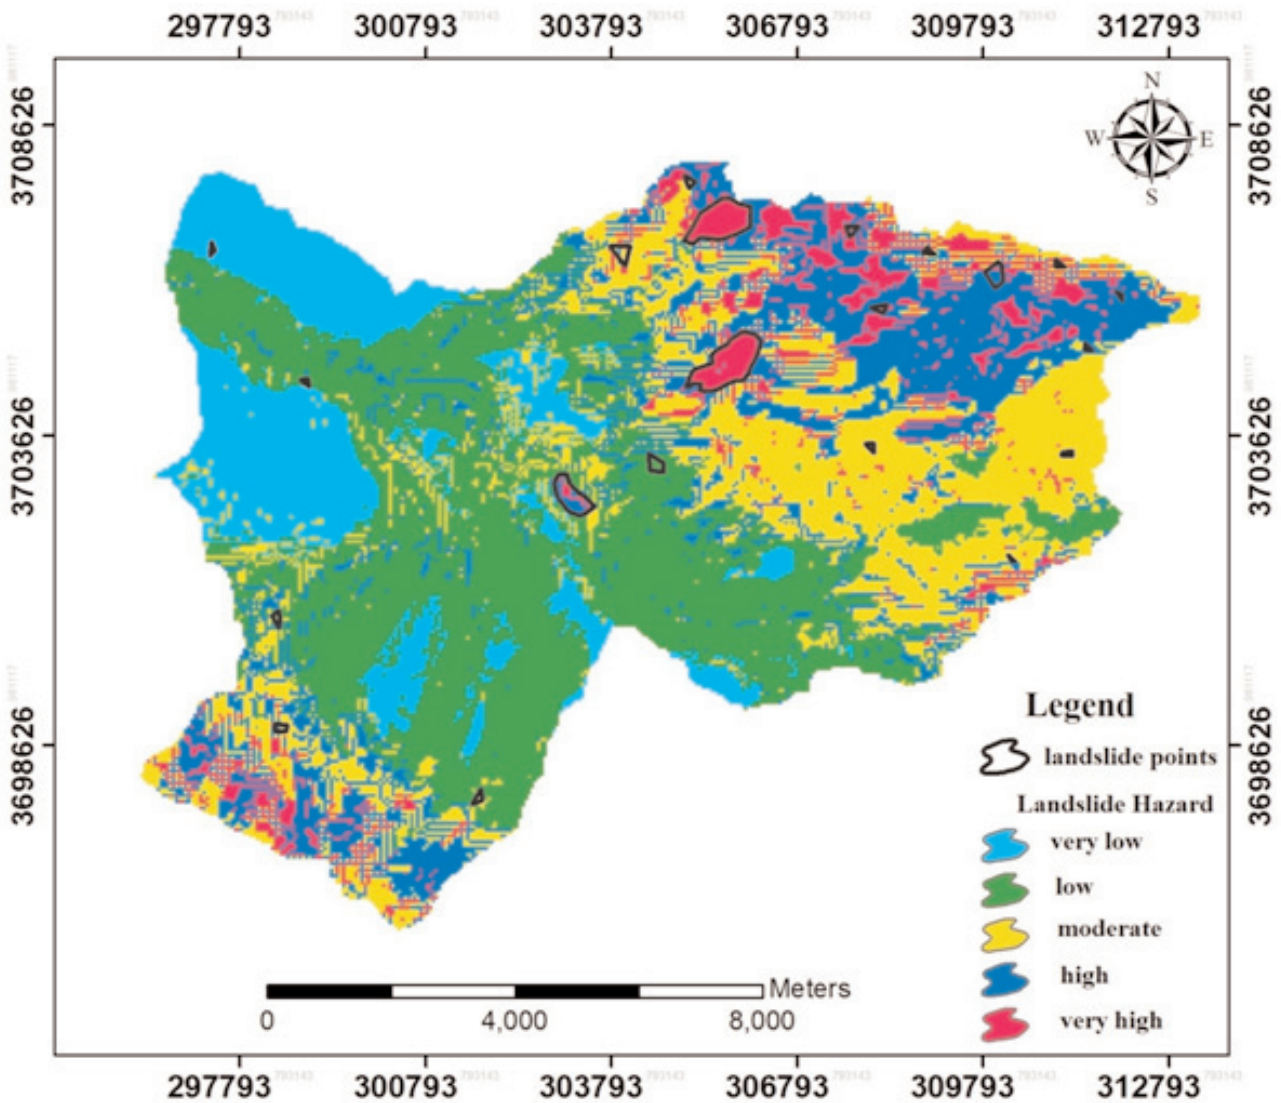 297793 300793 303793 306793 309793 312793
3708626 3708626
N
W E
S
3703626 3703626
3698626 3698626
Legend
landslide points
Landslide Hazard
very low
low
moderate
high
very high
Meters
0 4,000 8,000
297793 300793 303793 306793 309793 312793